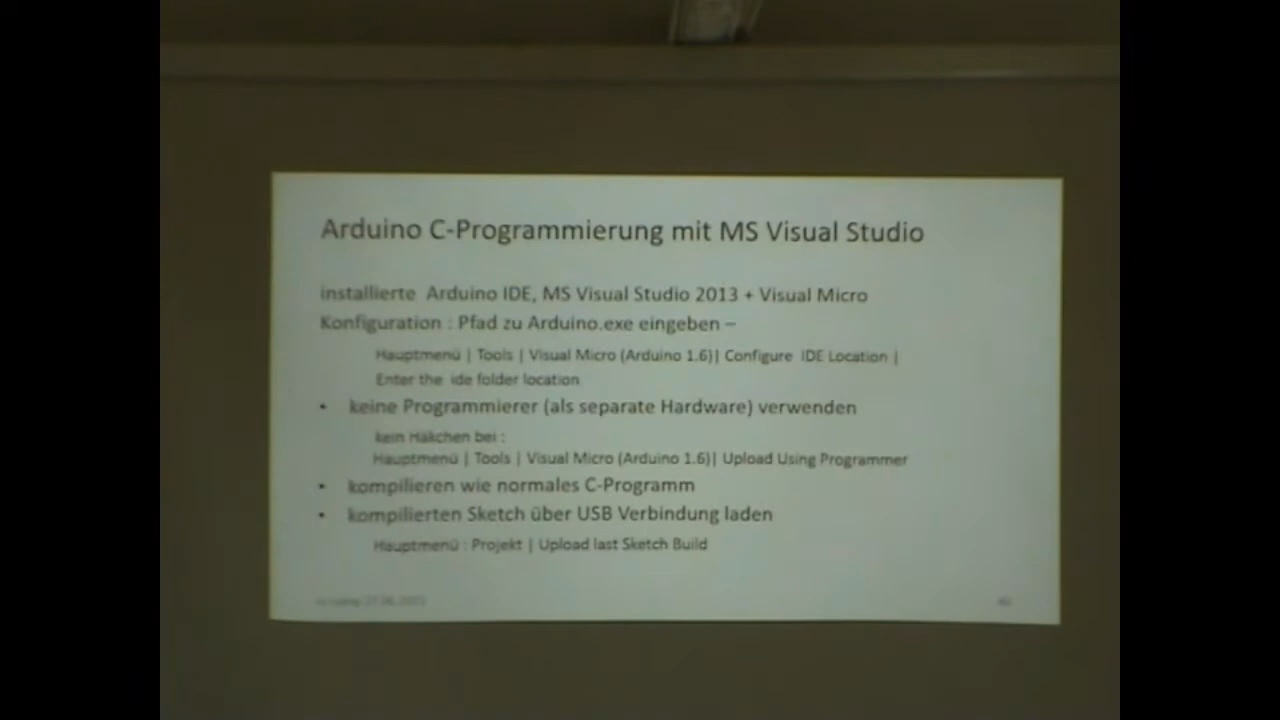 Arduino C-Programmierung mit MS Visual Studio
installierte Arduino IDE, MS Visual Studio 2013 + Visual Micro
Konfiguration : Pfad zu Arduino.exe eingeben –
Hauptmenü | Tools | Visual Micro (Arduino 1.6)| Configure IDE Location |
Enter the ide folder location
• keine Programmierer (als separate Hardware) verwenden
kein Häkchen bei :
Hauptmenü | Tools | Visual Micro (Arduino 1.6)| Upload Using Programmer
• kompilieren wie normales C-Programm
• kompilierten Sketch über USB Verbindung laden
Hauptmenü : Projekt | Upload last Sketch Build